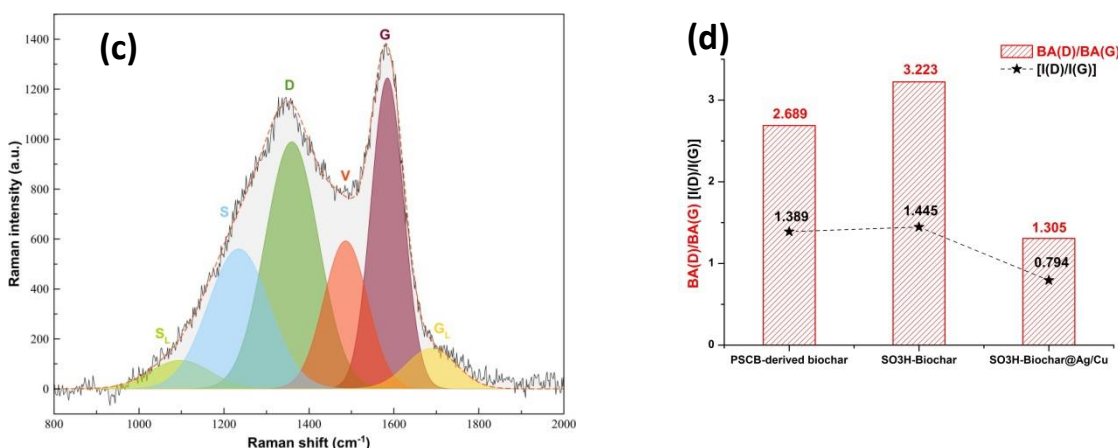 (c)
Raman intensity (a.u.)
1400
1200
1000
800
600
400
200
0
S_L
S
D
V
G
G_L
800 1000 1200 1400 1600 1800 2000
Raman shift (cm⁻¹)
(d)
BA(D)/BA(G)
[I(D)/I(G)]
BA(D)/BA(G) [I(D)/I(G)]
3
2
1
0
2.689
3.223
1.305
1.389
1.445
0.794
PSCB-derived biochar SO3H-Biochar SO3H-Biochar@Ag/Cu